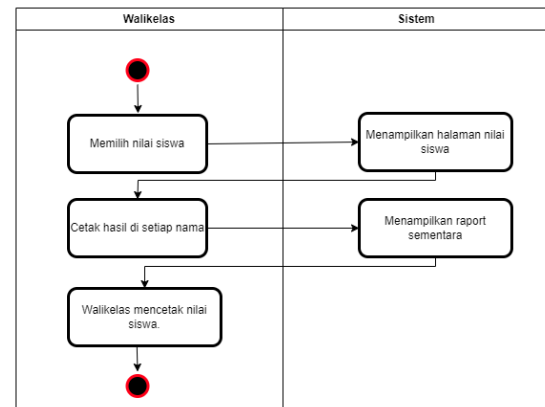 Walikelas
Sistem
Memilih nilai siswa
Menampilkan halaman nilai
siswa
Cetak hasil di setiap nama
Menampilkan raport
sementara
Walikelas mencetak nilai
siswa.